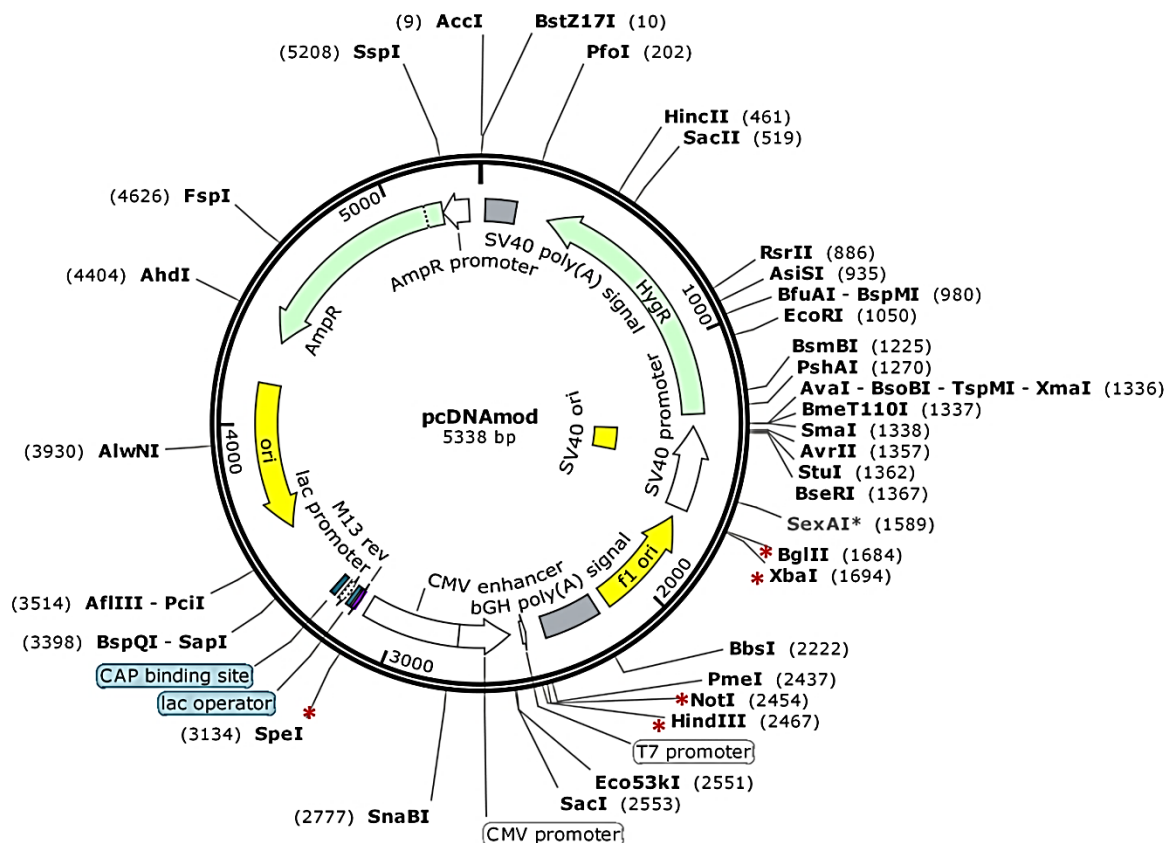 (9) AccI
BstZ17I (10)
(5208) SspI
PfoI (202)
HincII (461)
SacII (519)
(4626) FspI
(4404) AhdI
5000
SV40 poly(A) signal
AmpR promoter
HygR
AmpR
1000
RsrII (886)
AsiSI (935)
BfuAI - BspMI (980)
EcoRI (1050)
BsmBI (1225)
PshAI (1270)
AvaI - BsoBI - TspMI - XmaI (1336)
BmeT110I (1337)
SmaI (1338)
AvrII (1357)
StuI (1362)
BseRI (1367)
pcDNAmod
5338 bp
SV40 ori
SV40 promoter
(3930) AlwNI
4000
ori
lac promoter
M13 rev
CMV enhancer
bGH poly(A) signal
f1 ori
2000
SexAI* (1589)
* BglII (1684)
* XbaI (1694)
(3514) AflIII - PciI
(3398) BspQI - SapI
CAP binding site
lac operator
*
(3134) SpeI
3000
BbsI (2222)
PmeI (2437)
* NotI (2454)
* HindIII (2467)
T7 promoter
Eco53kI (2551)
SacI (2553)
(2777) SnaBI
CMV promoter